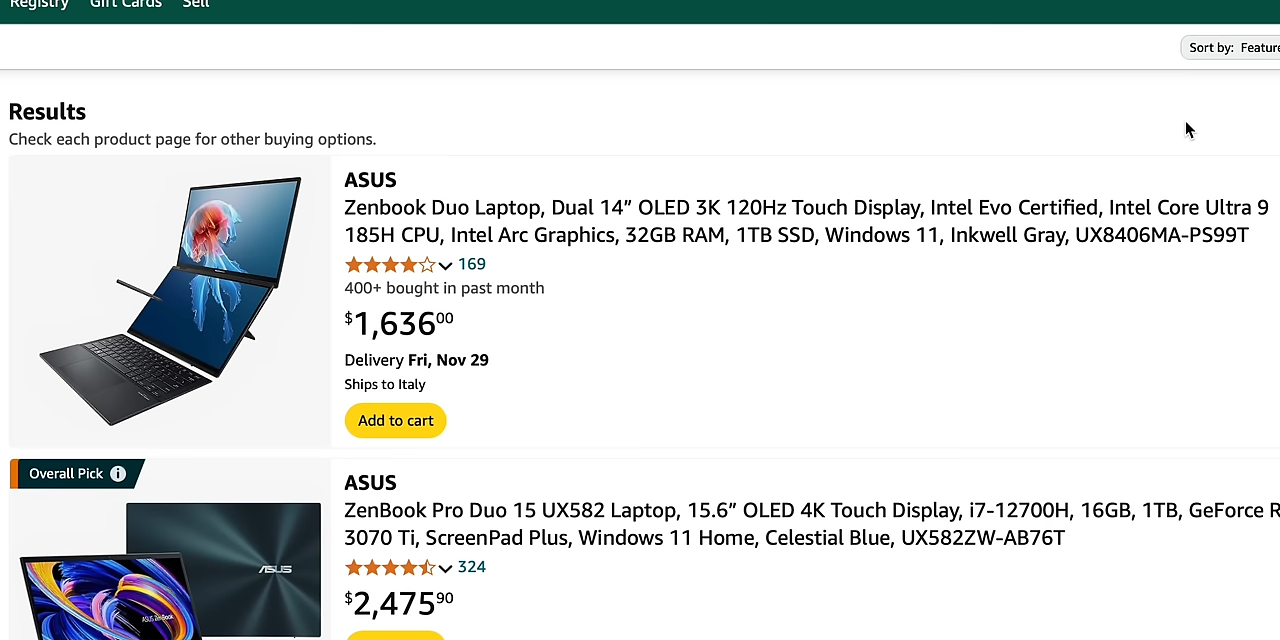 Registry Gift Cards Sell
Sort by:
Results
Check each product page for other buying options.
ASUS
Zenbook Duo Laptop, Dual 14” OLED 3K 120Hz Touch Display, Intel Evo Certified, Intel Core Ultra 9
185H CPU, Intel Arc Graphics, 32GB RAM, 1TB SSD, Windows 11, Inkwell Gray, UX8406MA-PS99T
169
400+ bought in past month
$1,636 00
Delivery Fri, Nov 29
Ships to Italy
Add to cart
Overall Pick
ASUS
ZenBook Pro Duo 15 UX582 Laptop, 15.6” OLED 4K Touch Display, i7-12700H, 16GB, 1TB, GeForce
3070 Ti, ScreenPad Plus, Windows 11 Home, Celestial Blue, UX582ZW-AB76T
324
$2,475 90
ASUS
ASUS ZenBook